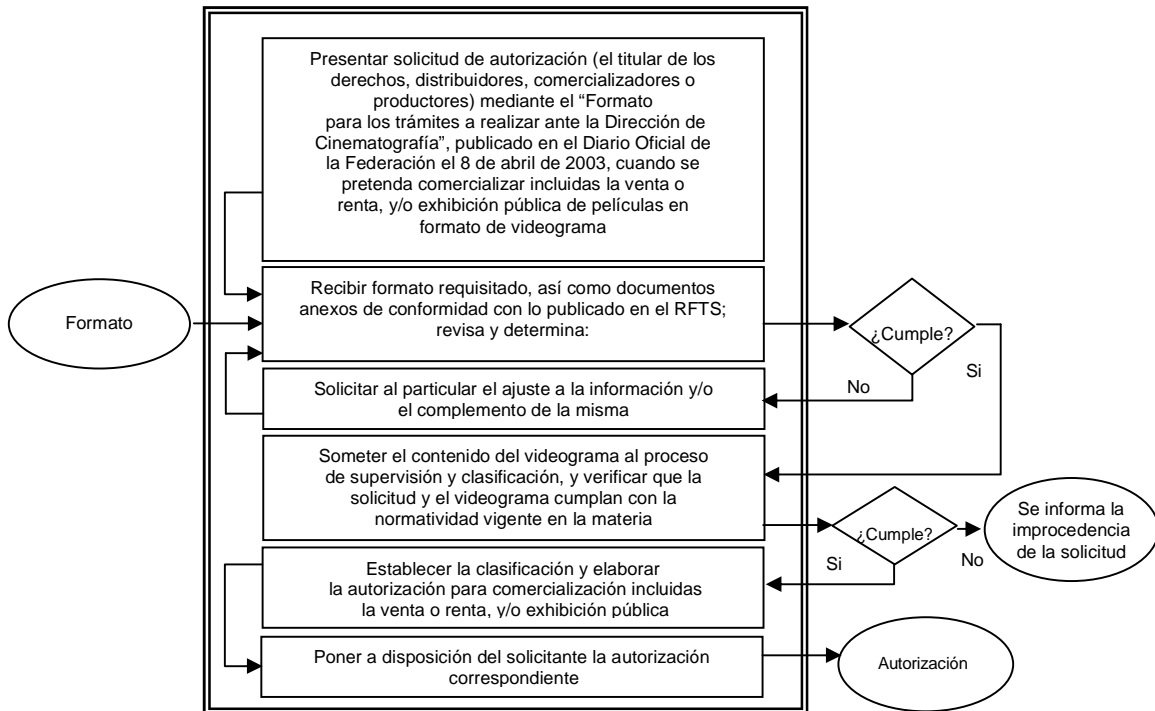 Presentar solicitud de autorización (el titular de los
derechos, distribuidores, comercializadores o
productores) mediante el “Formato
para los trámites a realizar ante la Dirección de
Cinematografía”, publicado en el Diario Oficial de
la Federación el 8 de abril de 2003, cuando se
pretenda comercializar incluidas la venta o
renta, y/o exhibición pública de películas en
formato de videograma
Formato
Recibir formato requisitado, así como documentos
anexos de conformidad con lo publicado en el RFTS;
revisa y determina:
¿Cumple?
Si
No
Solicitar al particular el ajuste a la información y/o
el complemento de la misma
Someter el contenido del videograma al proceso
de supervisión y clasificación, y verificar que la
solicitud y el videograma cumplan con la
normatividad vigente en la materia
¿Cumple?
Se informa la
improcedencia
de la solicitud
Si
No
Establecer la clasificación y elaborar
la autorización para comercialización incluidas
la venta o renta, y/o exhibición pública
Poner a disposición del solicitante la autorización
correspondiente
Autorización